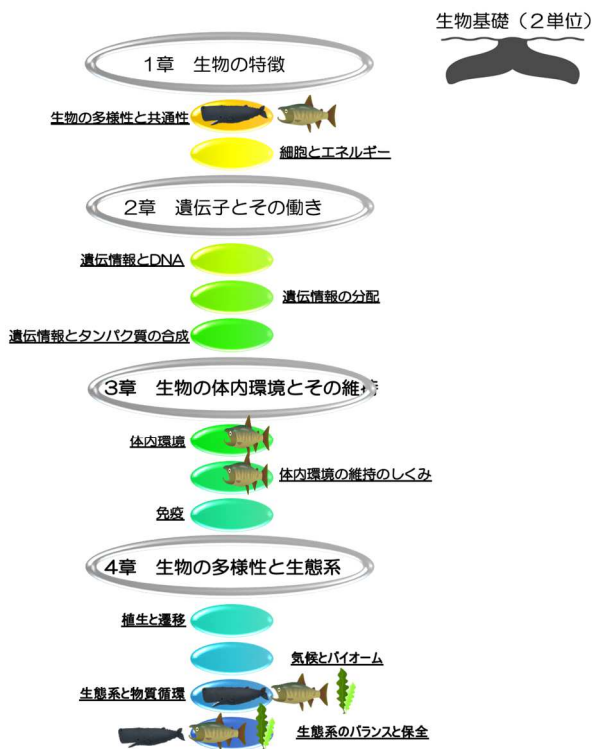 生物基礎（２単位）
1章　生物の特徴
生物の多様性と共通性
細胞とエネルギー
2章　遺伝子とその働き
遺伝情報とDNA
遺伝情報の分配
遺伝情報とタンパク質の合成
3章　生物の体内環境とその維持
体内環境
体内環境の維持のしくみ
免疫
4章　生物の多様性と生態系
植生と遷移
気候とバイオーム
生態系と物質循環
生態系のバランスと保全